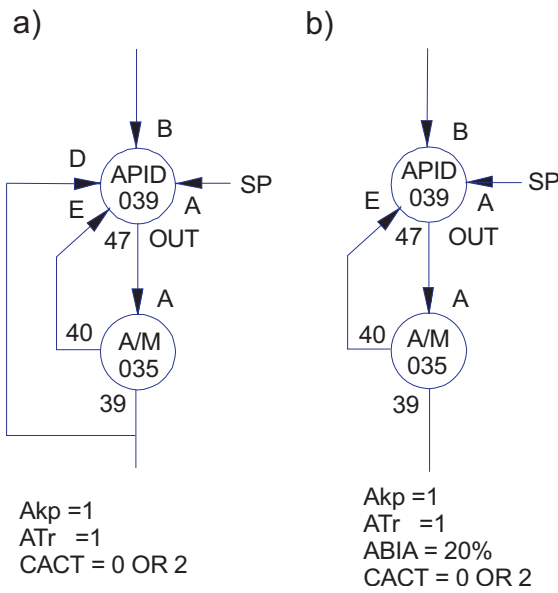 a)
B
D
APID
039
SP
E
A
47
OUT
A
40
A/M
035
39
Akp =1
ATr =1
CACT = 0 OR 2
b)
B
APID
039
SP
E
A
47
OUT
A
40
A/M
035
39
Akp =1
ATr =1
ABIA = 20%
CACT = 0 OR 2